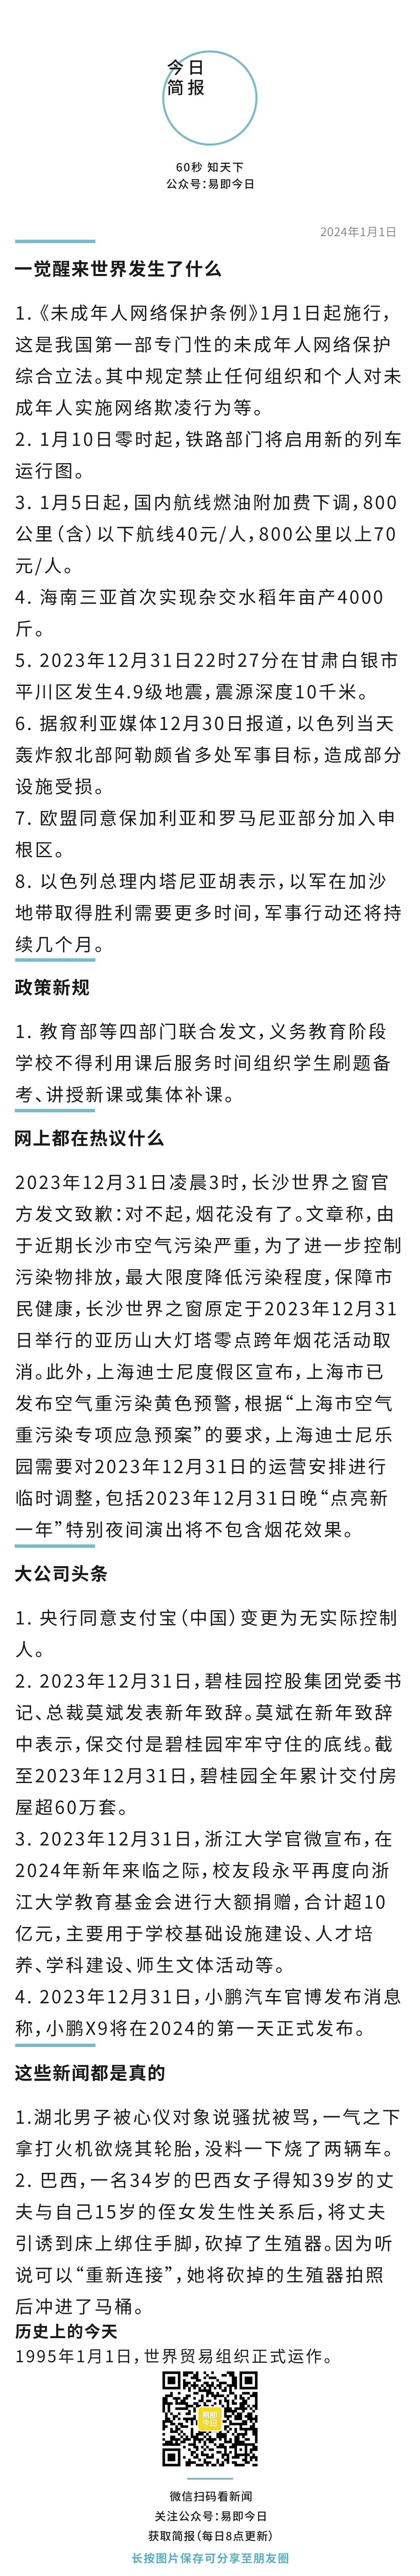 今日
简报
60秒 知天下
公众号：易即今日
2024年1月1日
一觉醒来世界发生了什么
1.《未成年人网络保护条例》1月1日起施行，
这是我国第一部专门性的未成年人网络保护
综合立法。其中规定禁止任何组织和个人对未
成年人实施网络欺凌行为等。
2. 1月10日零时起，铁路部门将启用新的列车
运行图。
3. 1月5日起，国内航线燃油附加费下调，800
公里（含）以下航线40元/人，800公里以上70
元/人。
4. 海南三亚首次实现杂交水稻年亩产4000
斤。
5. 2023年12月31日22时27分在甘肃白银市
平川区发生4.9级地震，震源深度10千米。
6. 据叙利亚媒体12月30日报道，以色列当天
轰炸叙北部阿勒颇省多处军事目标，造成部分
设施受损。
7. 欧盟同意保加利亚和罗马尼亚部分加入申
根区。
8. 以色列总理内塔尼亚胡表示，以军在加沙
地带取得胜利需要更多时间，军事行动还将持
续几个月。
政策新规
1. 教育部等四部门联合发文，义务教育阶段
学校不得利用课后服务时间组织学生刷题备
考、讲授新课或集体补课。
网上都在热议什么
2023年12月31日凌晨3时，长沙世界之窗官
方发文致歉：对不起，烟花没有了。文章称，由
于近期长沙市空气污染严重，为了进一步控制
污染物排放，最大限度降低污染程度，保障市
民健康，长沙世界之窗原定于2023年12月31
日举行的亚历山大灯塔零点跨年烟花活动取
消。此外，上海迪士尼度假区宣布，上海市已
发布空气重污染黄色预警，根据“上海市空气
重污染专项应急预案”的要求，上海迪士尼乐
园需要对2023年12月31日的运营安排进行
临时调整，包括2023年12月31日晚“点亮新
一年”特别夜间演出将不包含烟花效果。
大公司头条
1. 央行同意支付宝（中国）变更为无实际控制
人。
2. 2023年12月31日，碧桂园控股集团党委书
记、总裁莫斌发表新年致辞。莫斌在新年致辞
中表示，保交付是碧桂园牢牢守住的底线。截
至2023年12月31日，碧桂园全年累计交付房
屋超60万套。
3. 2023年12月31日，浙江大学官微宣布，在
2024年新年来临之际，校友段永平再度向浙
江大学教育基金会进行大额捐赠，合计超10
亿元，主要用于学校基础设施建设、人才培
养、学科建设、师生文体活动等。
4. 2023年12月31日，小鹏汽车官博发布消息
称，小鹏X9将在2024的第一天正式发布。
这些新闻都是真的
1.湖北男子被心仪对象说骚扰被骂，一气之下
拿打火机欲烧其轮胎，没料一下烧了两辆车。
2. 巴西，一名34岁的巴西女子得知39岁的丈
夫与自己15岁的侄女发生性关系后，将丈夫
引诱到床上绑住手脚，砍掉了生殖器。因为听
说可以“重新连接”，她将砍掉的生殖器拍照
后冲进了马桶。
历史上的今天
1995年1月1日，世界贸易组织正式运作。
易即
今日
微信扫码看新闻
关注公众号：易即今日
获取简报（每日8点更新）
长按图片保存可分享至朋友圈